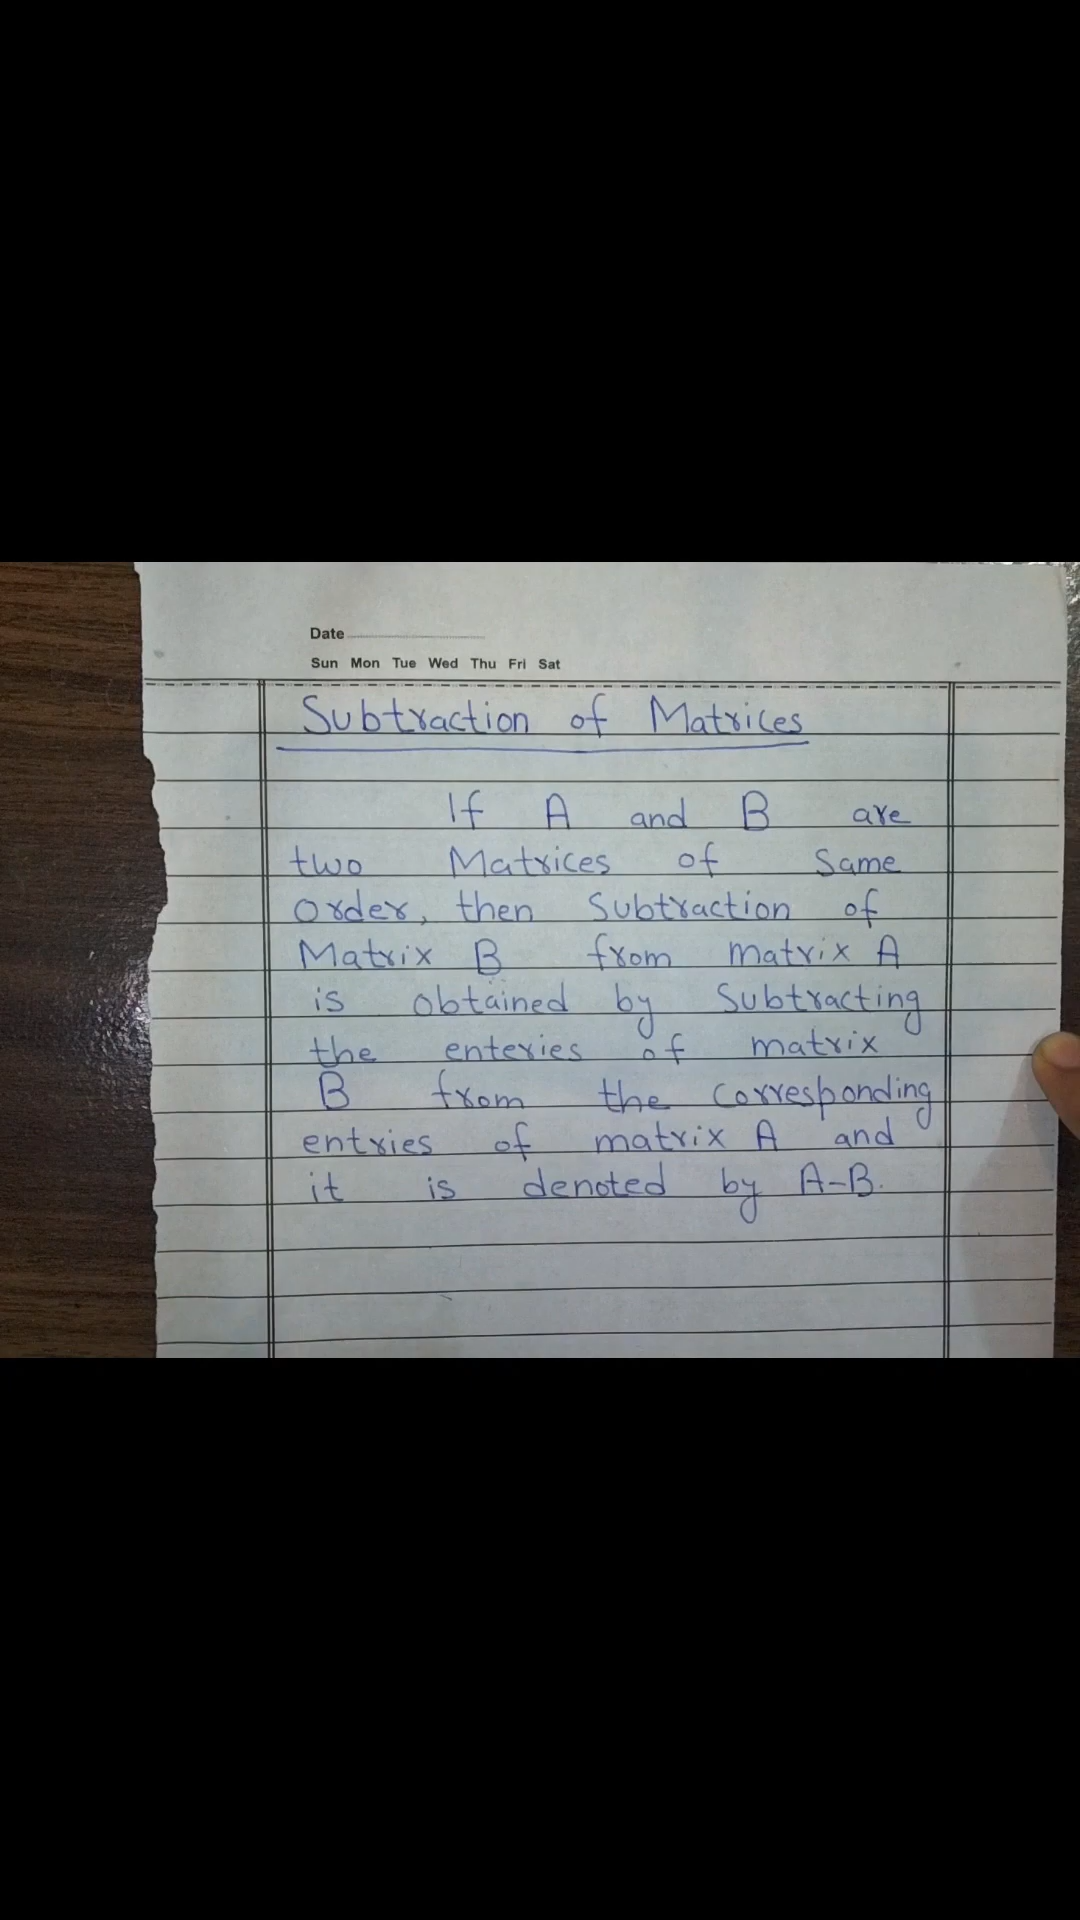 Date
Sun Mon Tue Wed Thu Fri Sat
Subtraction of Matrices
If A and B are
two Matrices of Same
Order, then Subtraction of
Matrix B from matrix A
is obtained by Subtracting
the enteries of matrix
B from the Corresponding
entries of matrix A and
it is denoted by A-B.